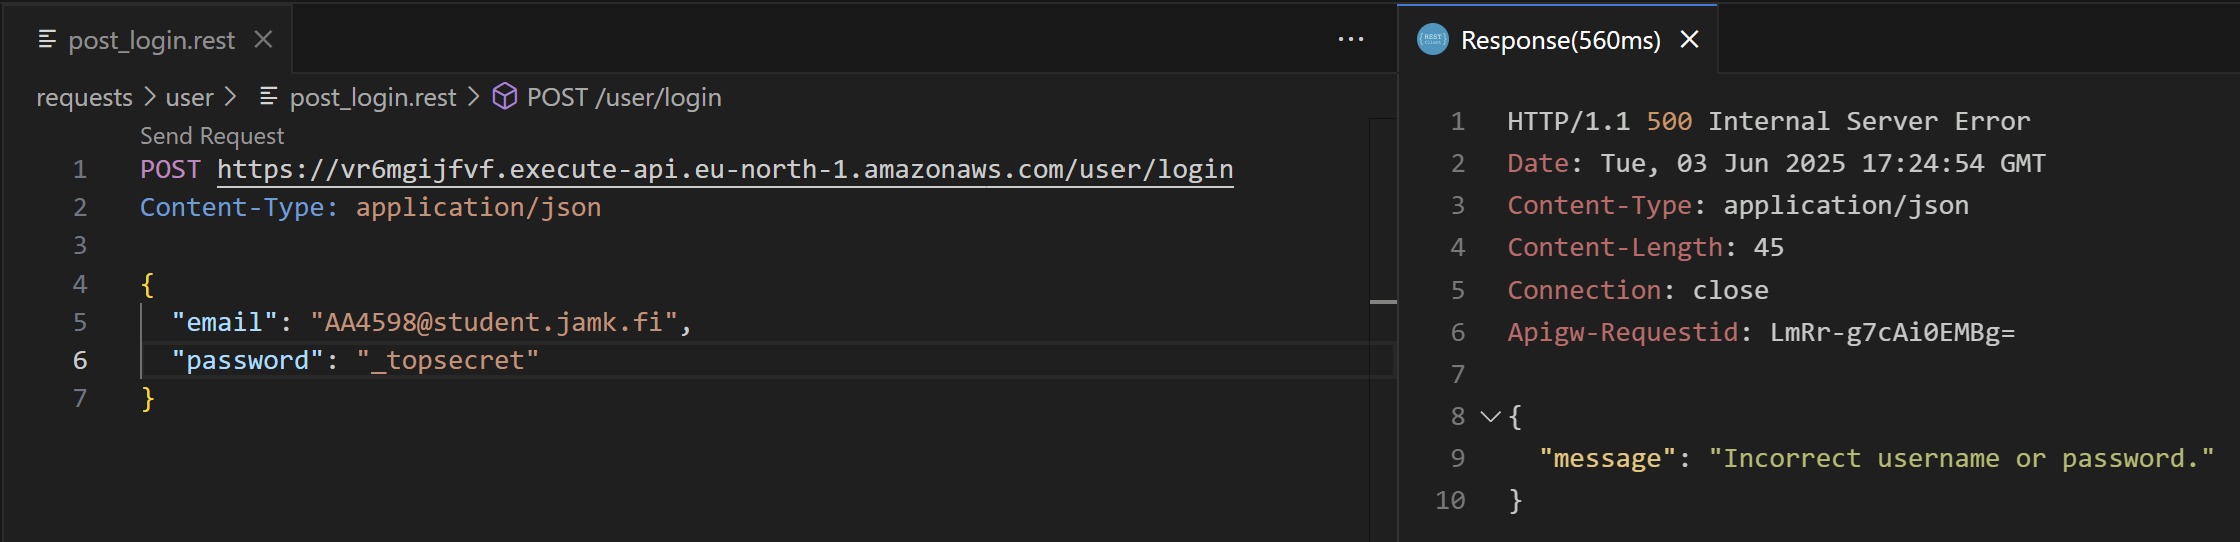 post_login.rest
requests > user > post_login.rest > POST /user/login
Send Request
1 POST https://vr6mgijfvf.execute-api.eu-north-1.amazonaws.com/user/login
2 Content-Type: application/json
3
4 {
5 "email": "AA4598@student.jamk.fi",
6 "password": "_topsecret"
7 }
REST Client
Response(560ms)
1 HTTP/1.1 500 Internal Server Error
2 Date: Tue, 03 Jun 2025 17:24:54 GMT
3 Content-Type: application/json
4 Content-Length: 45
5 Connection: close
6 Apigw-Requestid: LmRr-g7cAi0EMBg=
7
8 {
9 "message": "Incorrect username or password."
10 }